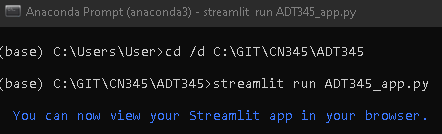 Anaconda Prompt (anaconda3) - streamlit run ADT345_app.py
(base) C:\Users\User>cd /d C:\GIT\CN345\ADT345
(base) C:\GIT\CN345\ADT345>streamlit run ADT345_app.py
You can now view your Streamlit app in your browser.